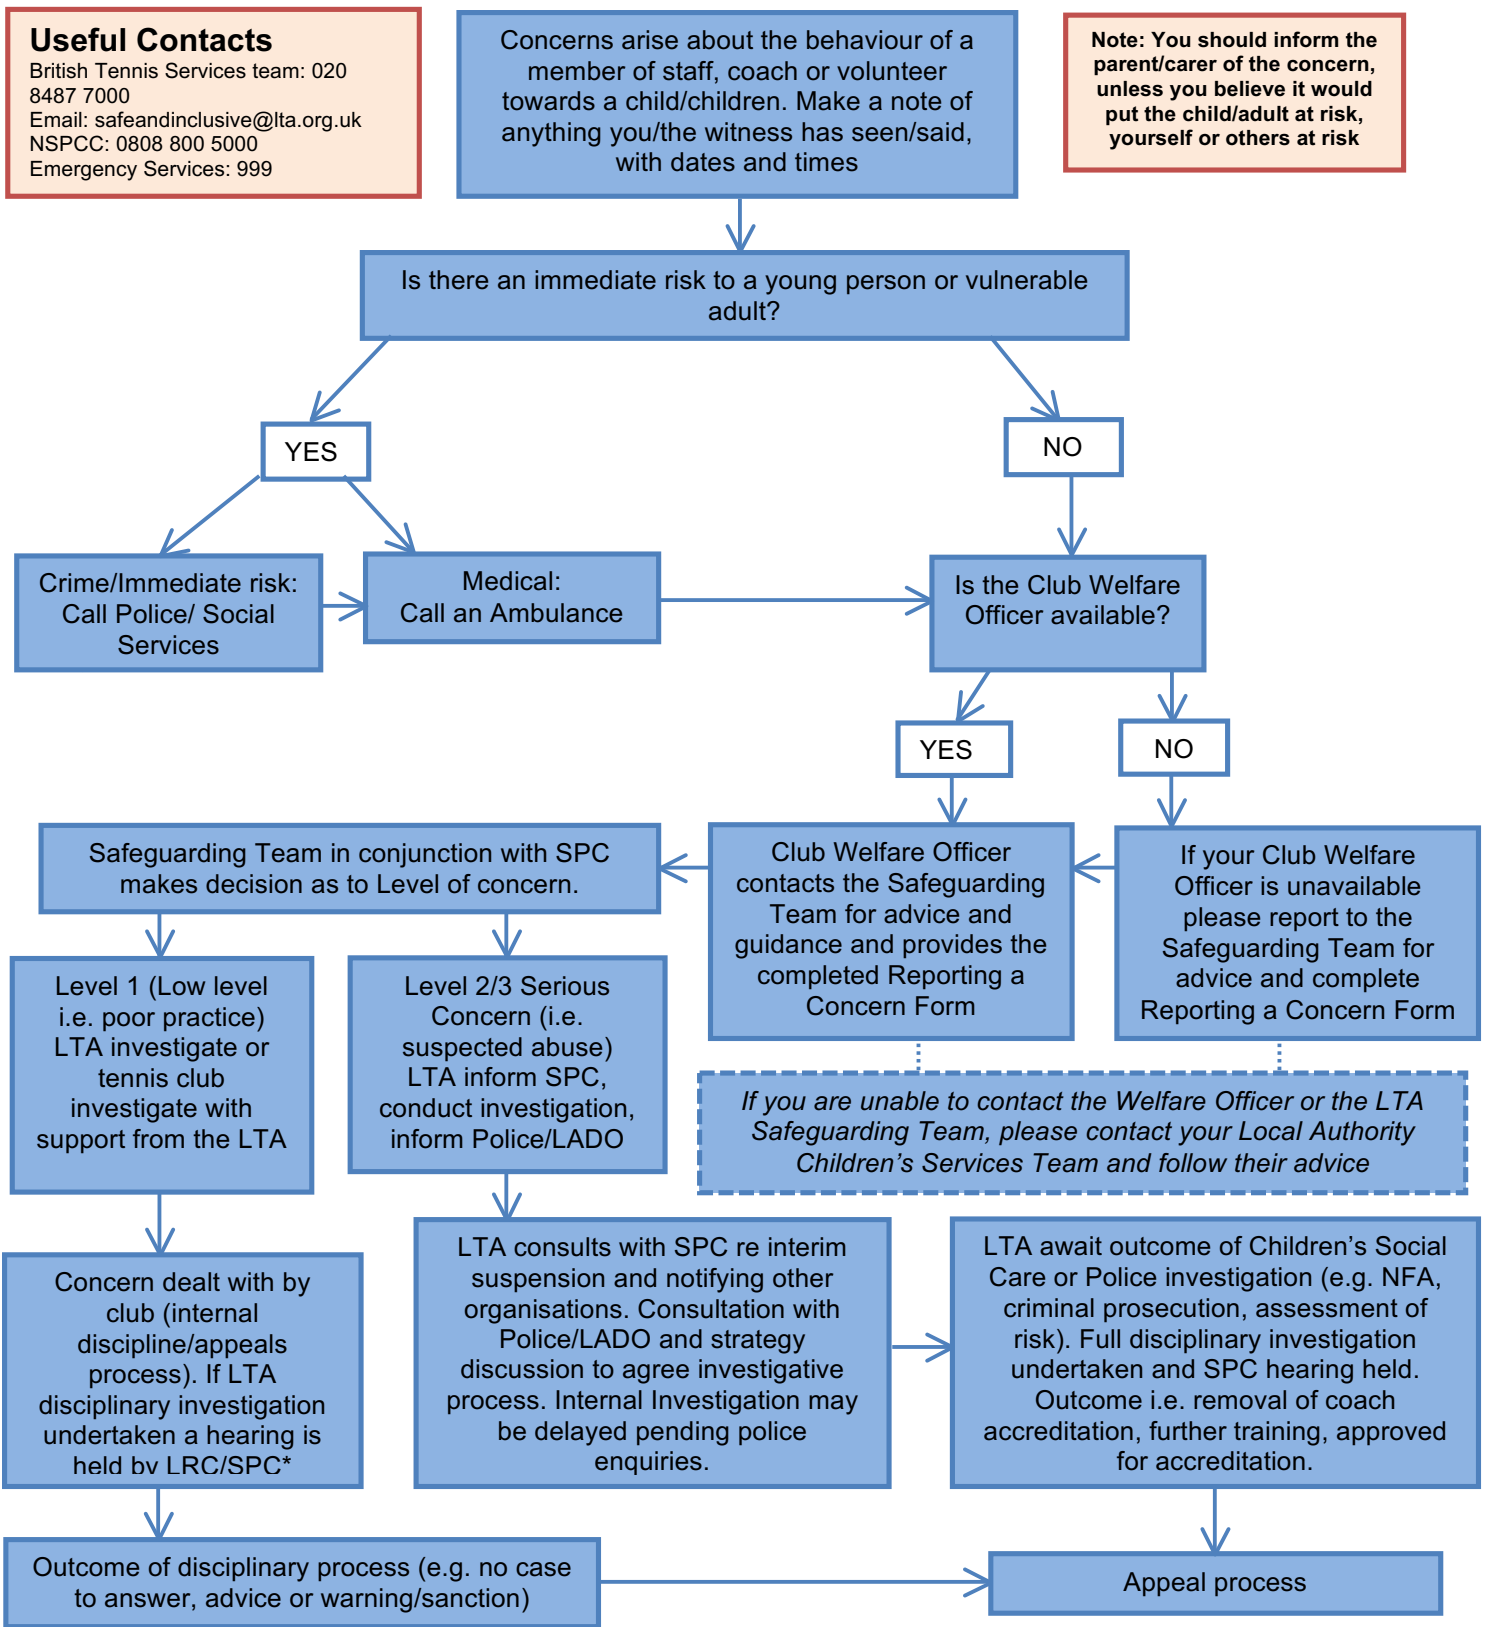 Useful Contacts
British Tennis Services team: 020
8487 7000
Email: safeandinclusive@lta.org.uk
NSPCC: 0808 800 5000
Emergency Services: 999
Concerns arise about the behaviour of a
member of staff, coach or volunteer
towards a child/children. Make a note of
anything you/the witness has seen/said,
with dates and times
Note: You should inform the
parent/carer of the concern,
unless you believe it would
put the child/adult at risk,
yourself or others at risk
Is there an immediate risk to a young person or vulnerable
adult?
YES
NO
Crime/Immediate risk:
Call Police/ Social
Services
Medical:
Call an Ambulance
Is the Club Welfare
Officer available?
YES
NO
Safeguarding Team in conjunction with SPC
makes decision as to Level of concern.
Club Welfare Officer
contacts the Safeguarding
Team for advice and
guidance and provides the
completed Reporting a
Concern Form
If your Club Welfare
Officer is unavailable
please report to the
Safeguarding Team for
advice and complete
Reporting a Concern Form
Level 1 (Low level
i.e. poor practice)
LTA investigate or
tennis club
investigate with
support from the LTA
Level 2/3 Serious
Concern (i.e.
suspected abuse)
LTA inform SPC,
conduct investigation,
inform Police/LADO
If you are unable to contact the Welfare Officer or the LTA
Safeguarding Team, please contact your Local Authority
Children’s Services Team and follow their advice
Concern dealt with by
club (internal
discipline/appeals
process). If LTA
disciplinary investigation
undertaken a hearing is
held by LRC/SPC*
LTA consults with SPC re interim
suspension and notifying other
organisations. Consultation with
Police/LADO and strategy
discussion to agree investigative
process. Internal Investigation may
be delayed pending police
enquiries.
LTA await outcome of Children’s Social
Care or Police investigation (e.g. NFA,
criminal prosecution, assessment of
risk). Full disciplinary investigation
undertaken and SPC hearing held.
Outcome i.e. removal of coach
accreditation, further training, approved
for accreditation.
Outcome of disciplinary process (e.g. no case
to answer, advice or warning/sanction)
Appeal process